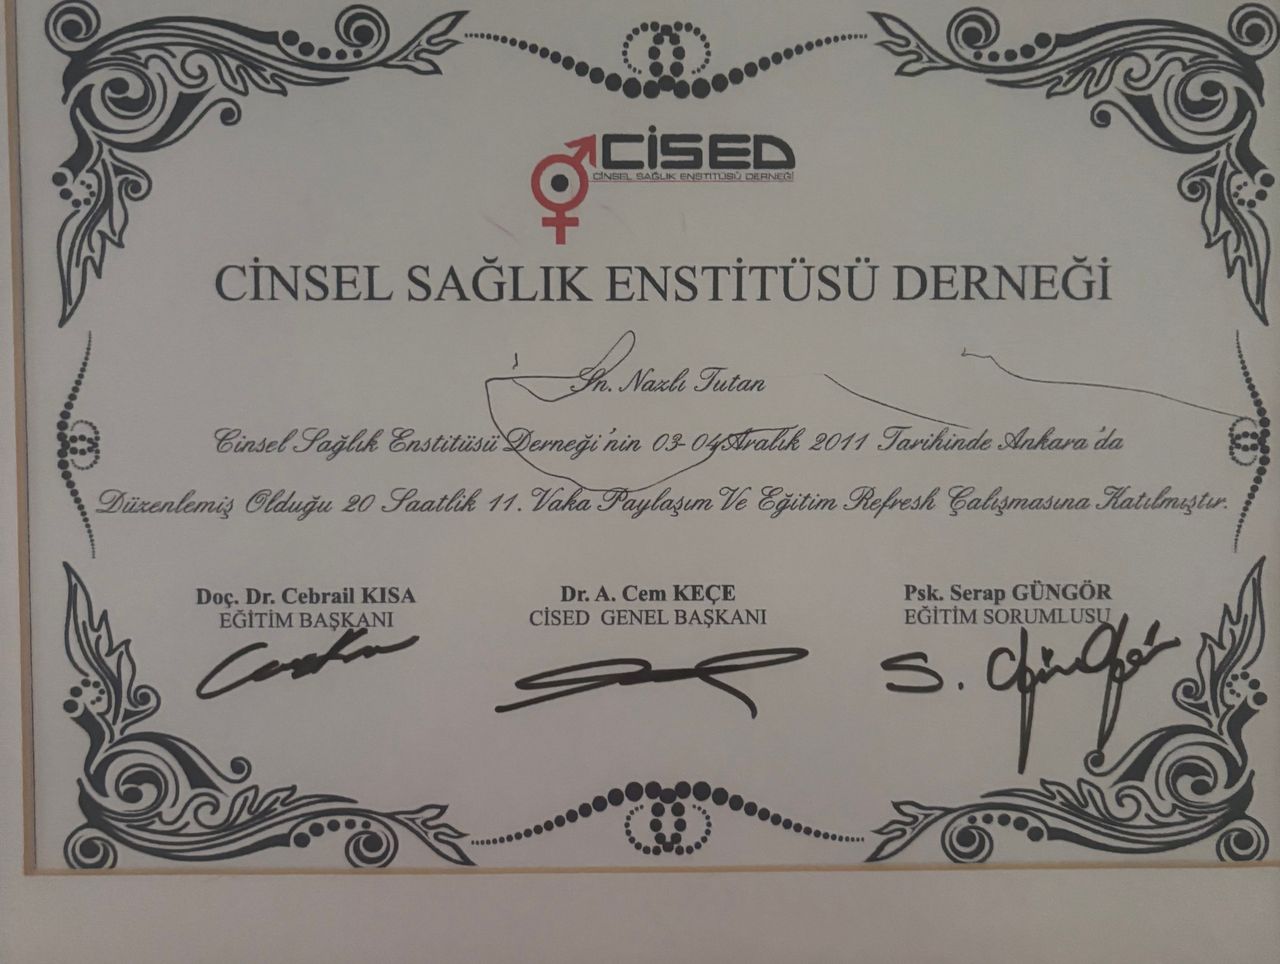 CİSED
CİNSEL SAĞLIK ENSTİTÜSÜ DERNEĞİ
CİNSEL SAĞLIK ENSTİTÜSÜ DERNEĞİ
Sn. Nazlı Tutan
Cinsel Sağlık Enstitüsü Derneği'nin 03-04 Aralık 2011 Tarihinde Ankara'da
Düzenlemiş Olduğu 20 Saatlik 11. Vaka Paylaşım Ve Eğitim Refresh Çalışmasına Katılmıştır.
Doç. Dr. Cebrail KISA Dr. A. Cem KEÇE Psk. Serap GÜNGÖR
EĞİTİM BAŞKANI CİSED GENEL BAŞKANI EĞİTİM SORUMLUSU